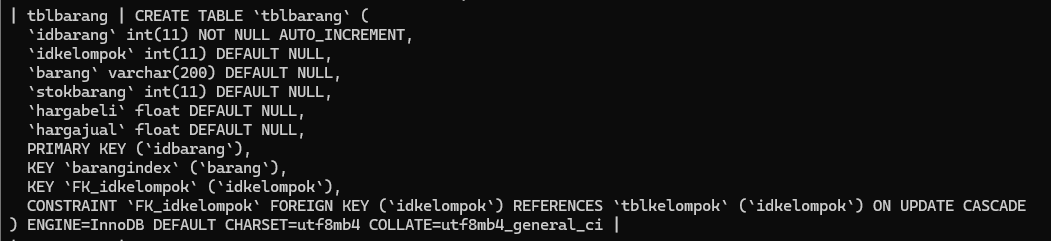 | tblbarang | CREATE TABLE `tblbarang` (
  `idbarang` int(11) NOT NULL AUTO_INCREMENT,
  `idkelompok` int(11) DEFAULT NULL,
  `barang` varchar(200) DEFAULT NULL,
  `stokbarang` int(11) DEFAULT NULL,
  `hargabeli` float DEFAULT NULL,
  `hargajual` float DEFAULT NULL,
  PRIMARY KEY (`idbarang`),
  KEY `barangindex` (`barang`),
  KEY `FK_idkelompok` (`idkelompok`),
  CONSTRAINT `FK_idkelompok` FOREIGN KEY (`idkelompok`) REFERENCES `tblkelompok` (`idkelompok`) ON UPDATE CASCADE
) ENGINE=InnoDB DEFAULT CHARSET=utf8mb4 COLLATE=utf8mb4_general_ci |